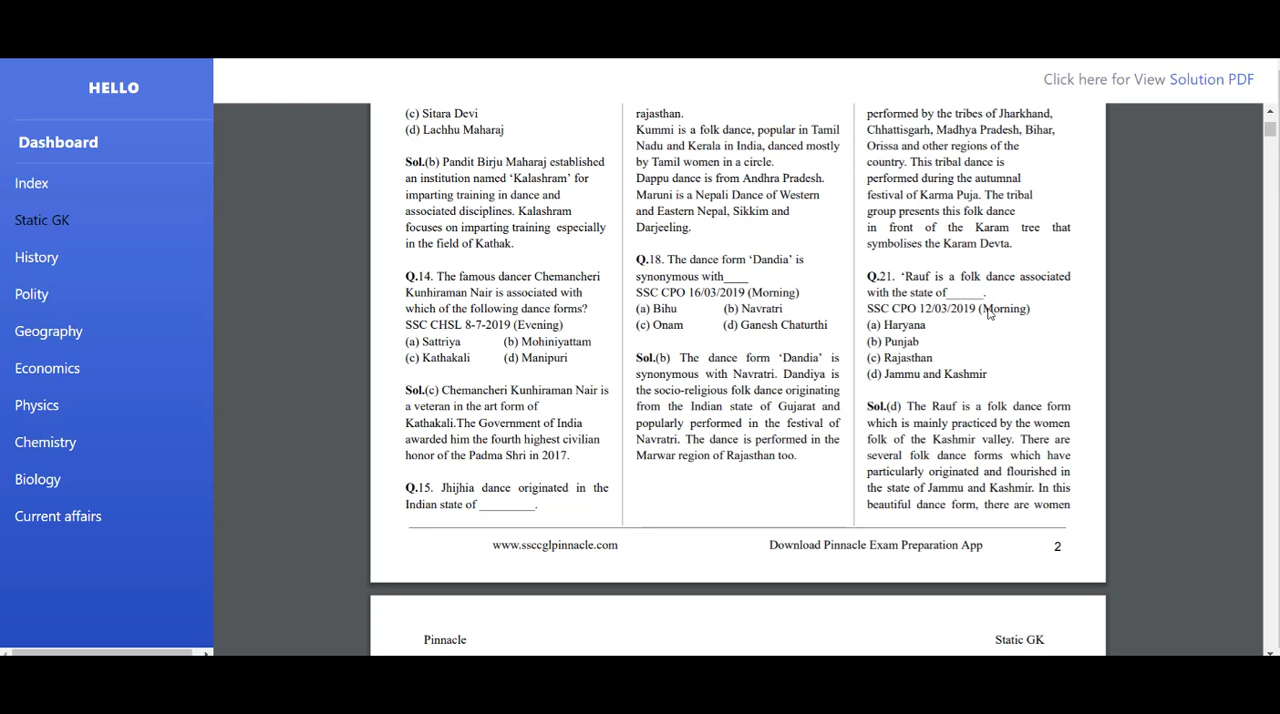 HELLO
Dashboard
Index
Static GK
History
Polity
Geography
Economics
Physics
Chemistry
Biology
Current affairs
Click here for View Solution PDF
(c) Sitara Devi
(d) Lachhu Maharaj
Sol.(b) Pandit Birju Maharaj established
an institution named ‘Kalashram’ for
imparting training in dance and
associated disciplines. Kalashram
focuses on imparting training especially
in the field of Kathak.
Q.14. The famous dancer Chemancheri
Kunhiraman Nair is associated with
which of the following dance forms?
SSC CHSL 8-7-2019 (Evening)
(a) Sattriya (b) Mohiniyattam
(c) Kathakali (d) Manipuri
Sol.(c) Chemancheri Kunhiraman Nair is
a veteran in the art form of
Kathakali.The Government of India
awarded him the fourth highest civilian
honor of the Padma Shri in 2017.
Q.15. Jhijhia dance originated in the
Indian state of __________.
rajasthan.
Kummi is a folk dance, popular in Tamil
Nadu and Kerala in India, danced mostly
by Tamil women in a circle.
Dappu dance is from Andhra Pradesh.
Maruni is a Nepali Dance of Western
and Eastern Nepal, Sikkim and
Darjeeling.
Q.18. The dance form ‘Dandia’ is
synonymous with____
SSC CPO 16/03/2019 (Morning)
(a) Bihu (b) Navratri
(c) Onam (d) Ganesh Chaturthi
Sol.(b) The dance form ‘Dandia’ is
synonymous with Navratri. Dandiya is
the socio-religious folk dance originating
from the Indian state of Gujarat and
popularly performed in the festival of
Navratri. The dance is performed in the
Marwar region of Rajasthan too.
performed by the tribes of Jharkhand,
Chhattisgarh, Madhya Pradesh, Bihar,
Orissa and other regions of the
country. This tribal dance is
performed during the autumnal
festival of Karma Puja. The tribal
group presents this folk dance
in front of the Karam tree that
symbolises the Karam Devta.
Q.21. ‘Rauf is a folk dance associated
with the state of______.
SSC CPO 12/03/2019 (Morning)
(a) Haryana
(b) Punjab
(c) Rajasthan
(d) Jammu and Kashmir
Sol.(d) The Rauf is a folk dance form
which is mainly practiced by the women
folk of the Kashmir valley. There are
several folk dance forms which have
particularly originated and flourished in
the state of Jammu and Kashmir. In this
beautiful dance form, there are women
www.ssccglpinnacle.com Download Pinnacle Exam Preparation App 2
Pinnacle Static GK